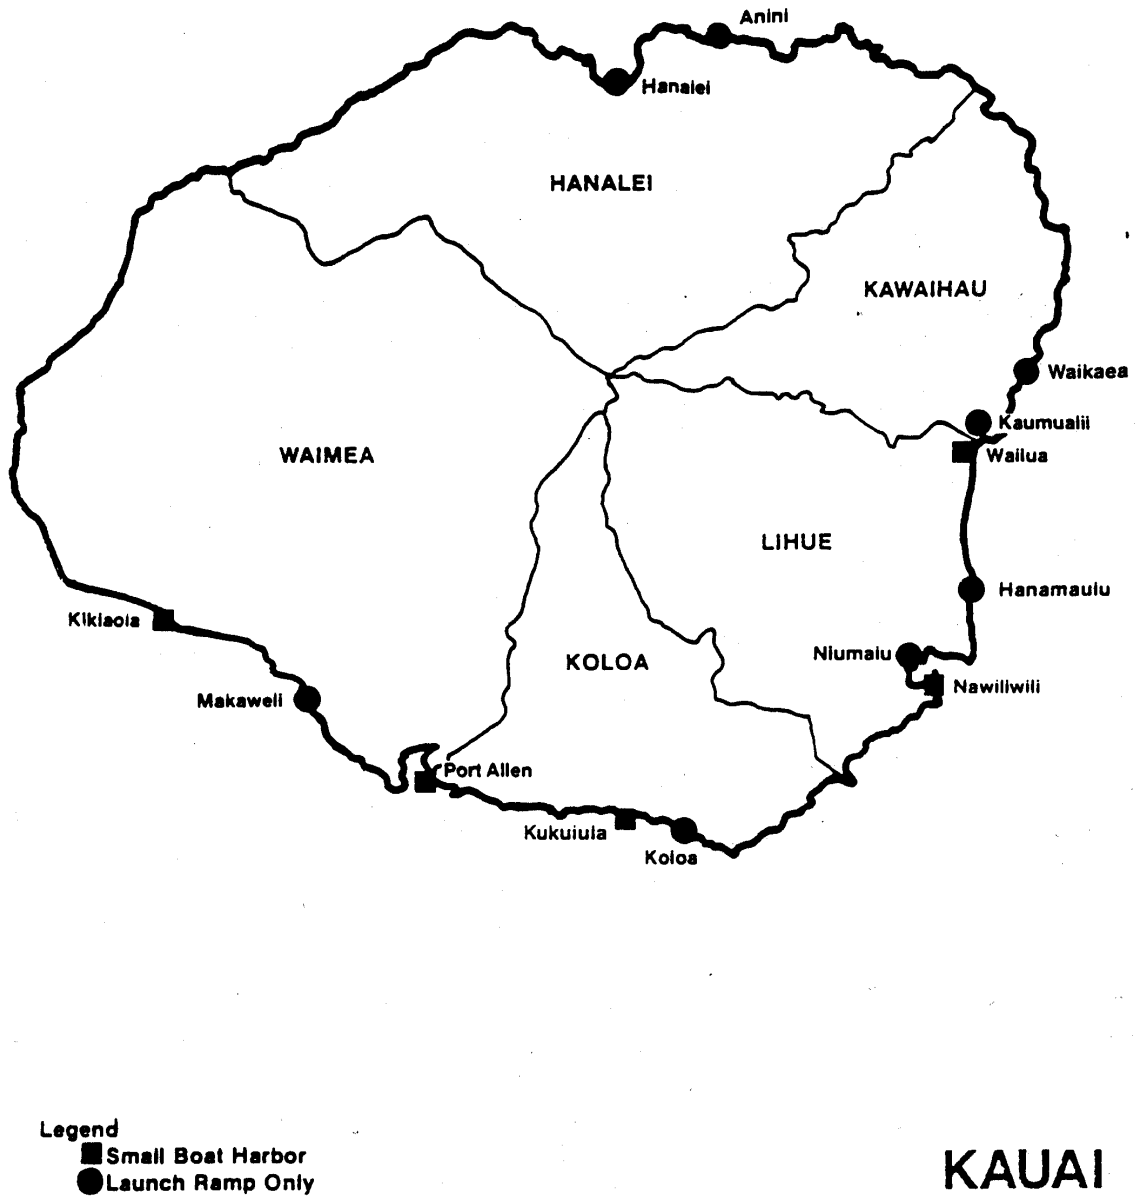 Anini
Hanalei
HANALEI
KAWAIHAU
Waikaea
Kaumualii
Wailua
WAIMEA
LIHUE
Hanamaulu
Kikiaola
Niumalu
KOLOA
Nawiliwili
Makaweli
Port Allen
Kukuiula
Koloa
Legend
Small Boat Harbor
Launch Ramp Only
KAUAI